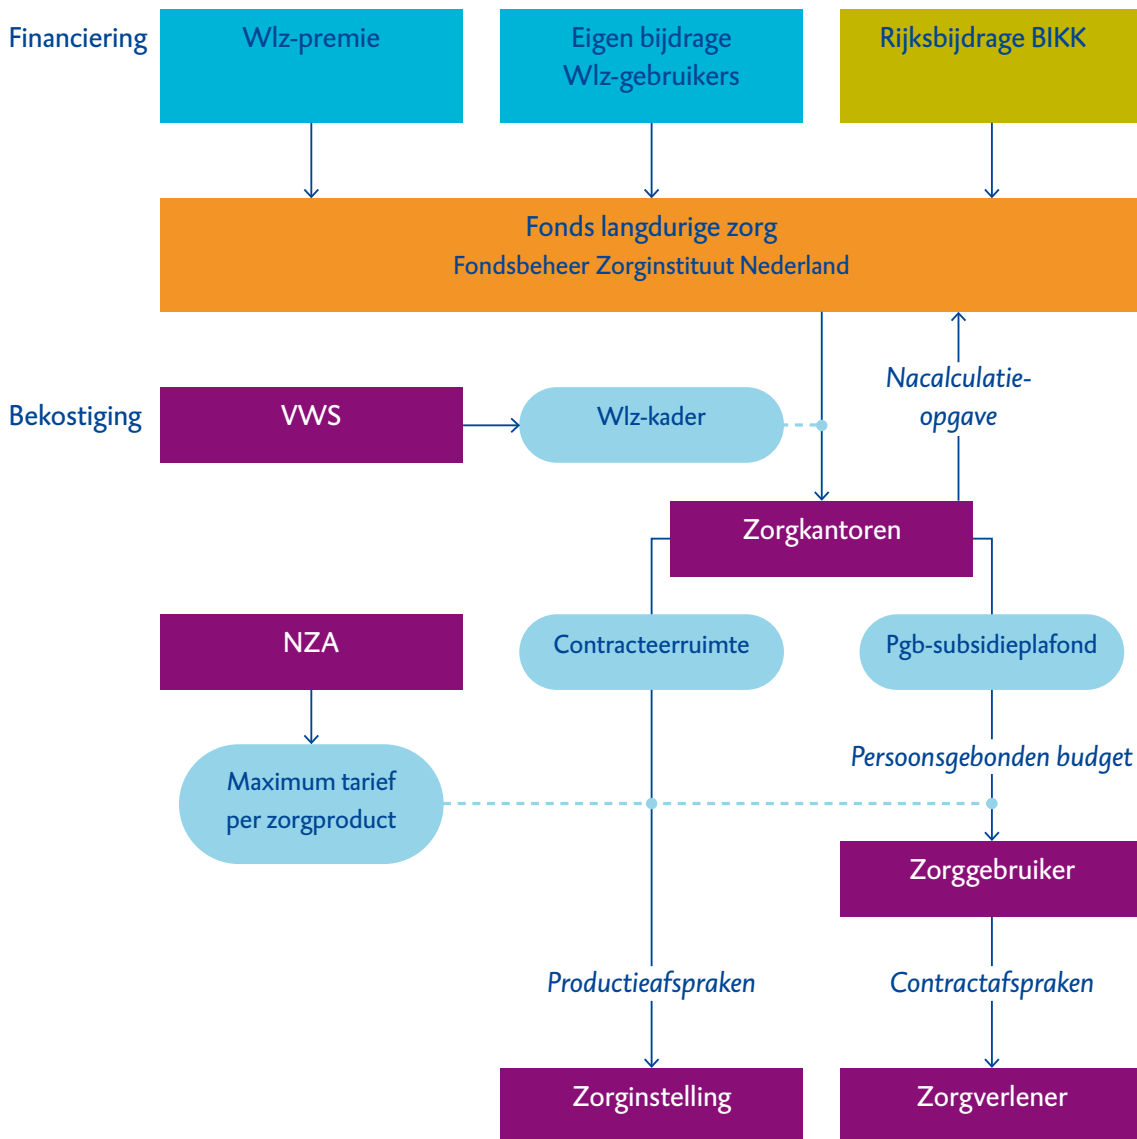 Financiering
Wlz-premie
Eigen bijdrage
Wlz-gebruikers
Rijksbijdrage BIKK
Fonds langdurige zorg
Fondsbeheer Zorginstituut Nederland
Nacalculatie-
opgave
Bekostiging
VWS
Wlz-kader
Zorgkantoren
NZA
Contracteerruimte
Pgb-subsidieplafond
Persoonsgebonden budget
Maximum tarief
per zorgproduct
Zorggebruiker
Productieafspraken
Contractafspraken
Zorginstelling
Zorgverlener